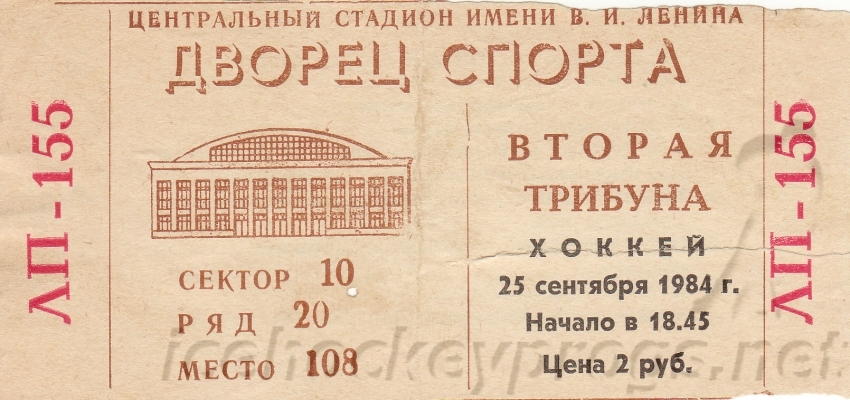 ЦЕНТРАЛЬНЫЙ СТАДИОН ИМЕНИ В. И. ЛЕНИНА
ДВОРЕЦ СПОРТА
ЛП-155
ВТОРАЯ
ТРИБУНА
ХОККЕЙ
25 сентября 1984 г.
Начало в 18.45
Цена 2 руб.
СЕКТОР 10
РЯД 20
МЕСТО 108
ЛП-155
icehockeyprogs.net